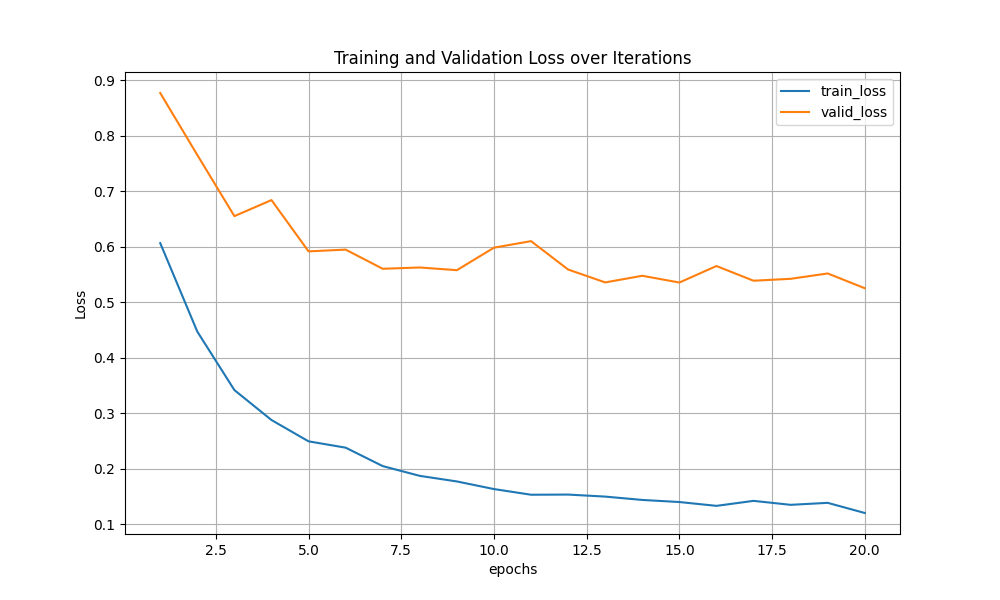 Training and Validation Loss over Iterations
train_loss
valid_loss
Loss
0.9
0.8
0.7
0.6
0.5
0.4
0.3
0.2
0.1
2.5 5.0 7.5 10.0 12.5 15.0 17.5 20.0
epochs